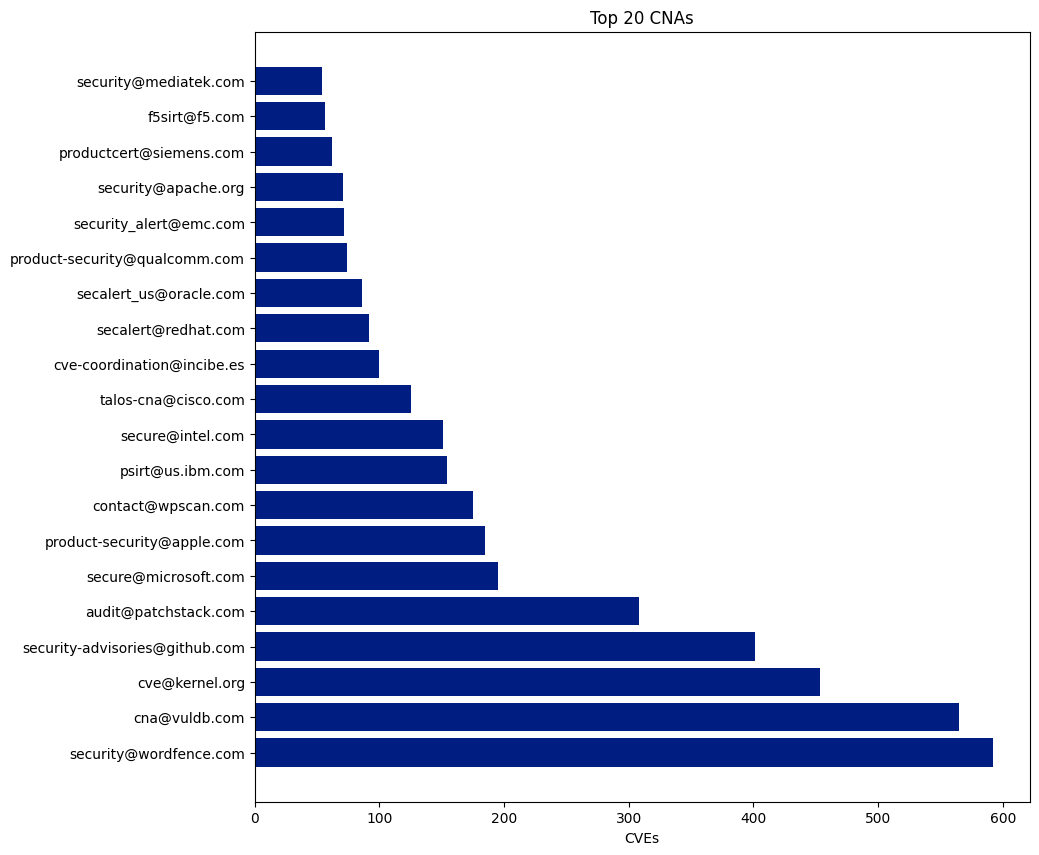 Top 20 CNAs
security@mediatek.com
f5sirt@f5.com
productcert@siemens.com
security@apache.org
security_alert@emc.com
product-security@qualcomm.com
secalert_us@oracle.com
secalert@redhat.com
cve-coordination@incibe.es
talos-cna@cisco.com
secure@intel.com
psirt@us.ibm.com
contact@wpscan.com
product-security@apple.com
secure@microsoft.com
audit@patchstack.com
security-advisories@github.com
cve@kernel.org
cna@vuldb.com
security@wordfence.com
0 100 200 300 400 500 600
CVEs